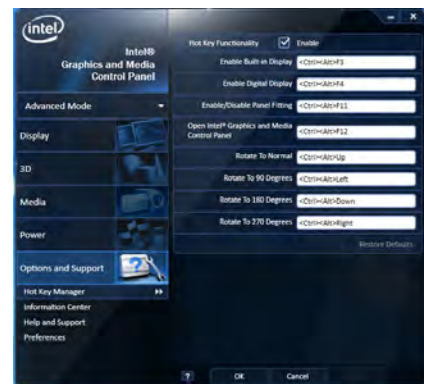 intel
Intel®
Graphics and Media
Control Panel
Advanced Mode
Display
3D
Media
Power
Options and Support
Hot Key Manager
Information Center
Help and Support
Preferences
Hot Key Functionality Enable
Enable Built-in Display <Ctrl><Alt>F3
Enable Digital Display <Ctrl><Alt>F4
Enable/Disable Panel Fitting <Ctrl><Alt>F11
Open Intel® Graphics and Media
Control Panel <Ctrl><Alt>F12
Rotate To Normal <Ctrl><Alt>Up
Rotate To 90 Degrees <Ctrl><Alt>Left
Rotate To 180 Degrees <Ctrl><Alt>Down
Rotate To 270 Degrees <Ctrl><Alt>Right
Restore Defaults
? OK Cancel